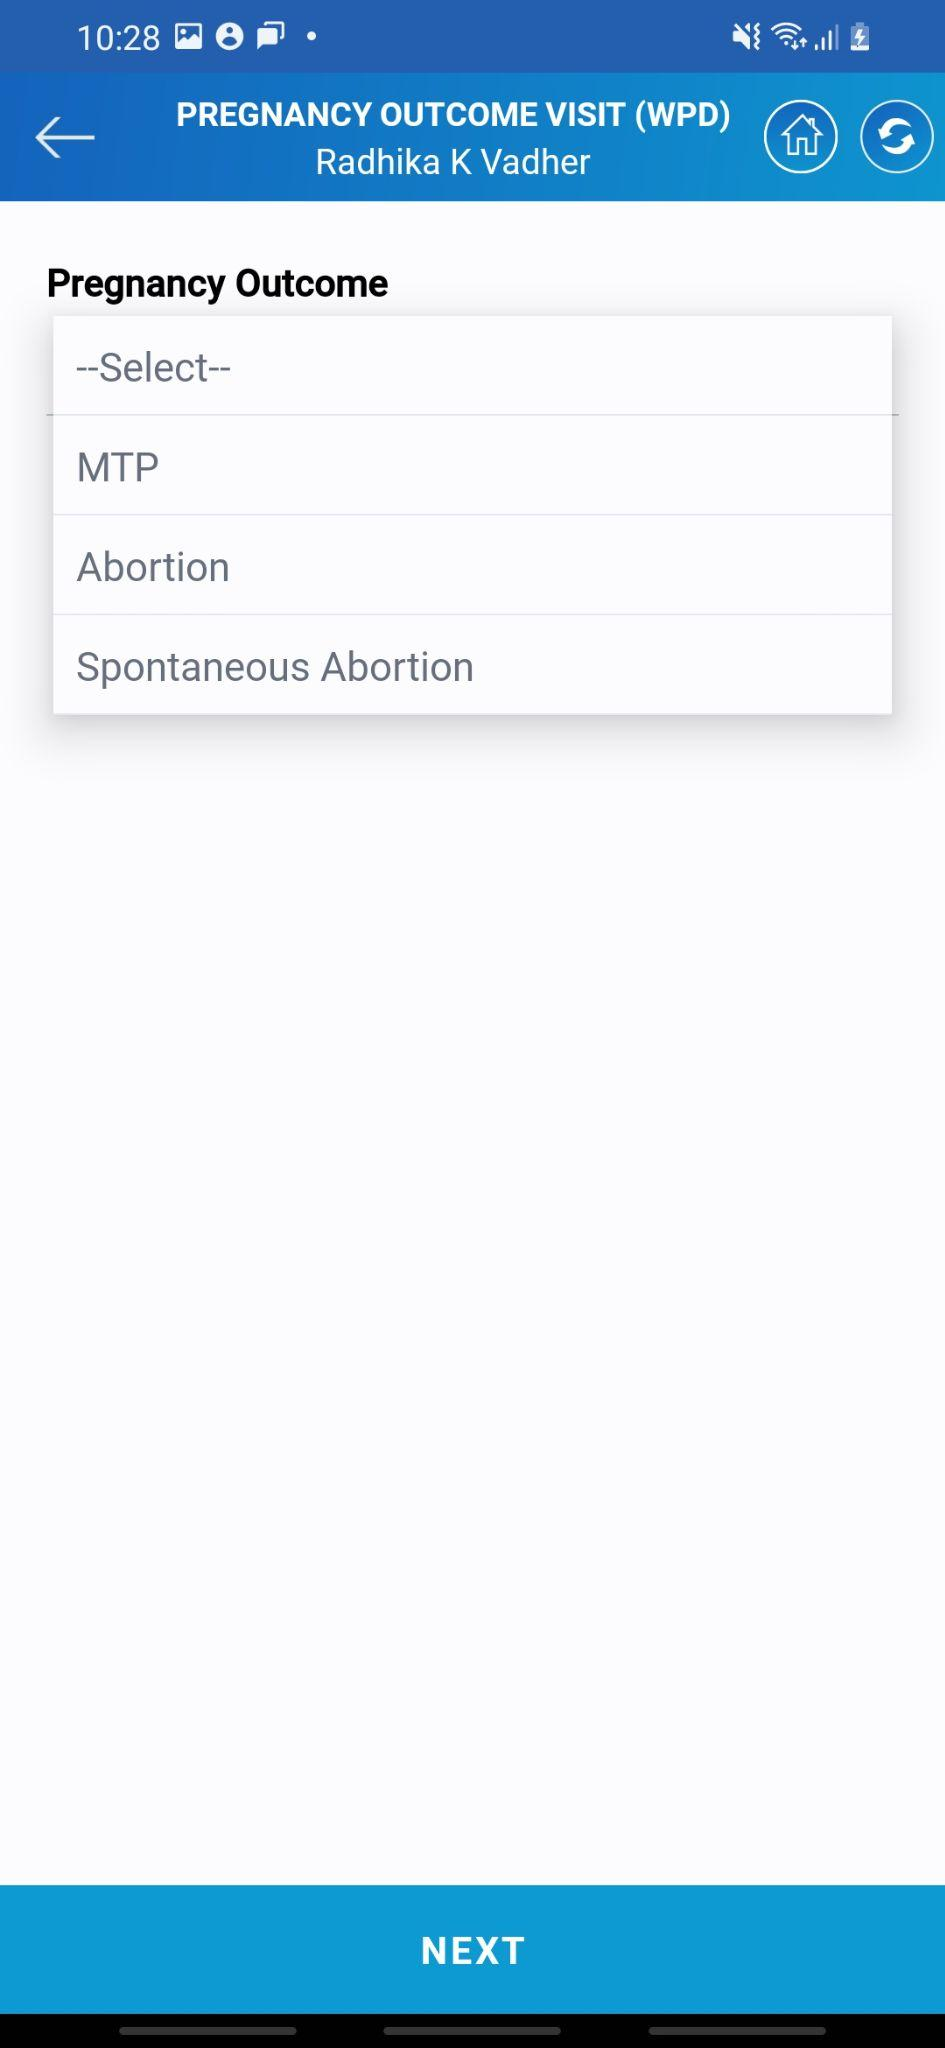 10:28
PREGNANCY OUTCOME VISIT (WPD)
Radhika K Vadher
Pregnancy Outcome
--Select--
MTP
Abortion
Spontaneous Abortion
NEXT